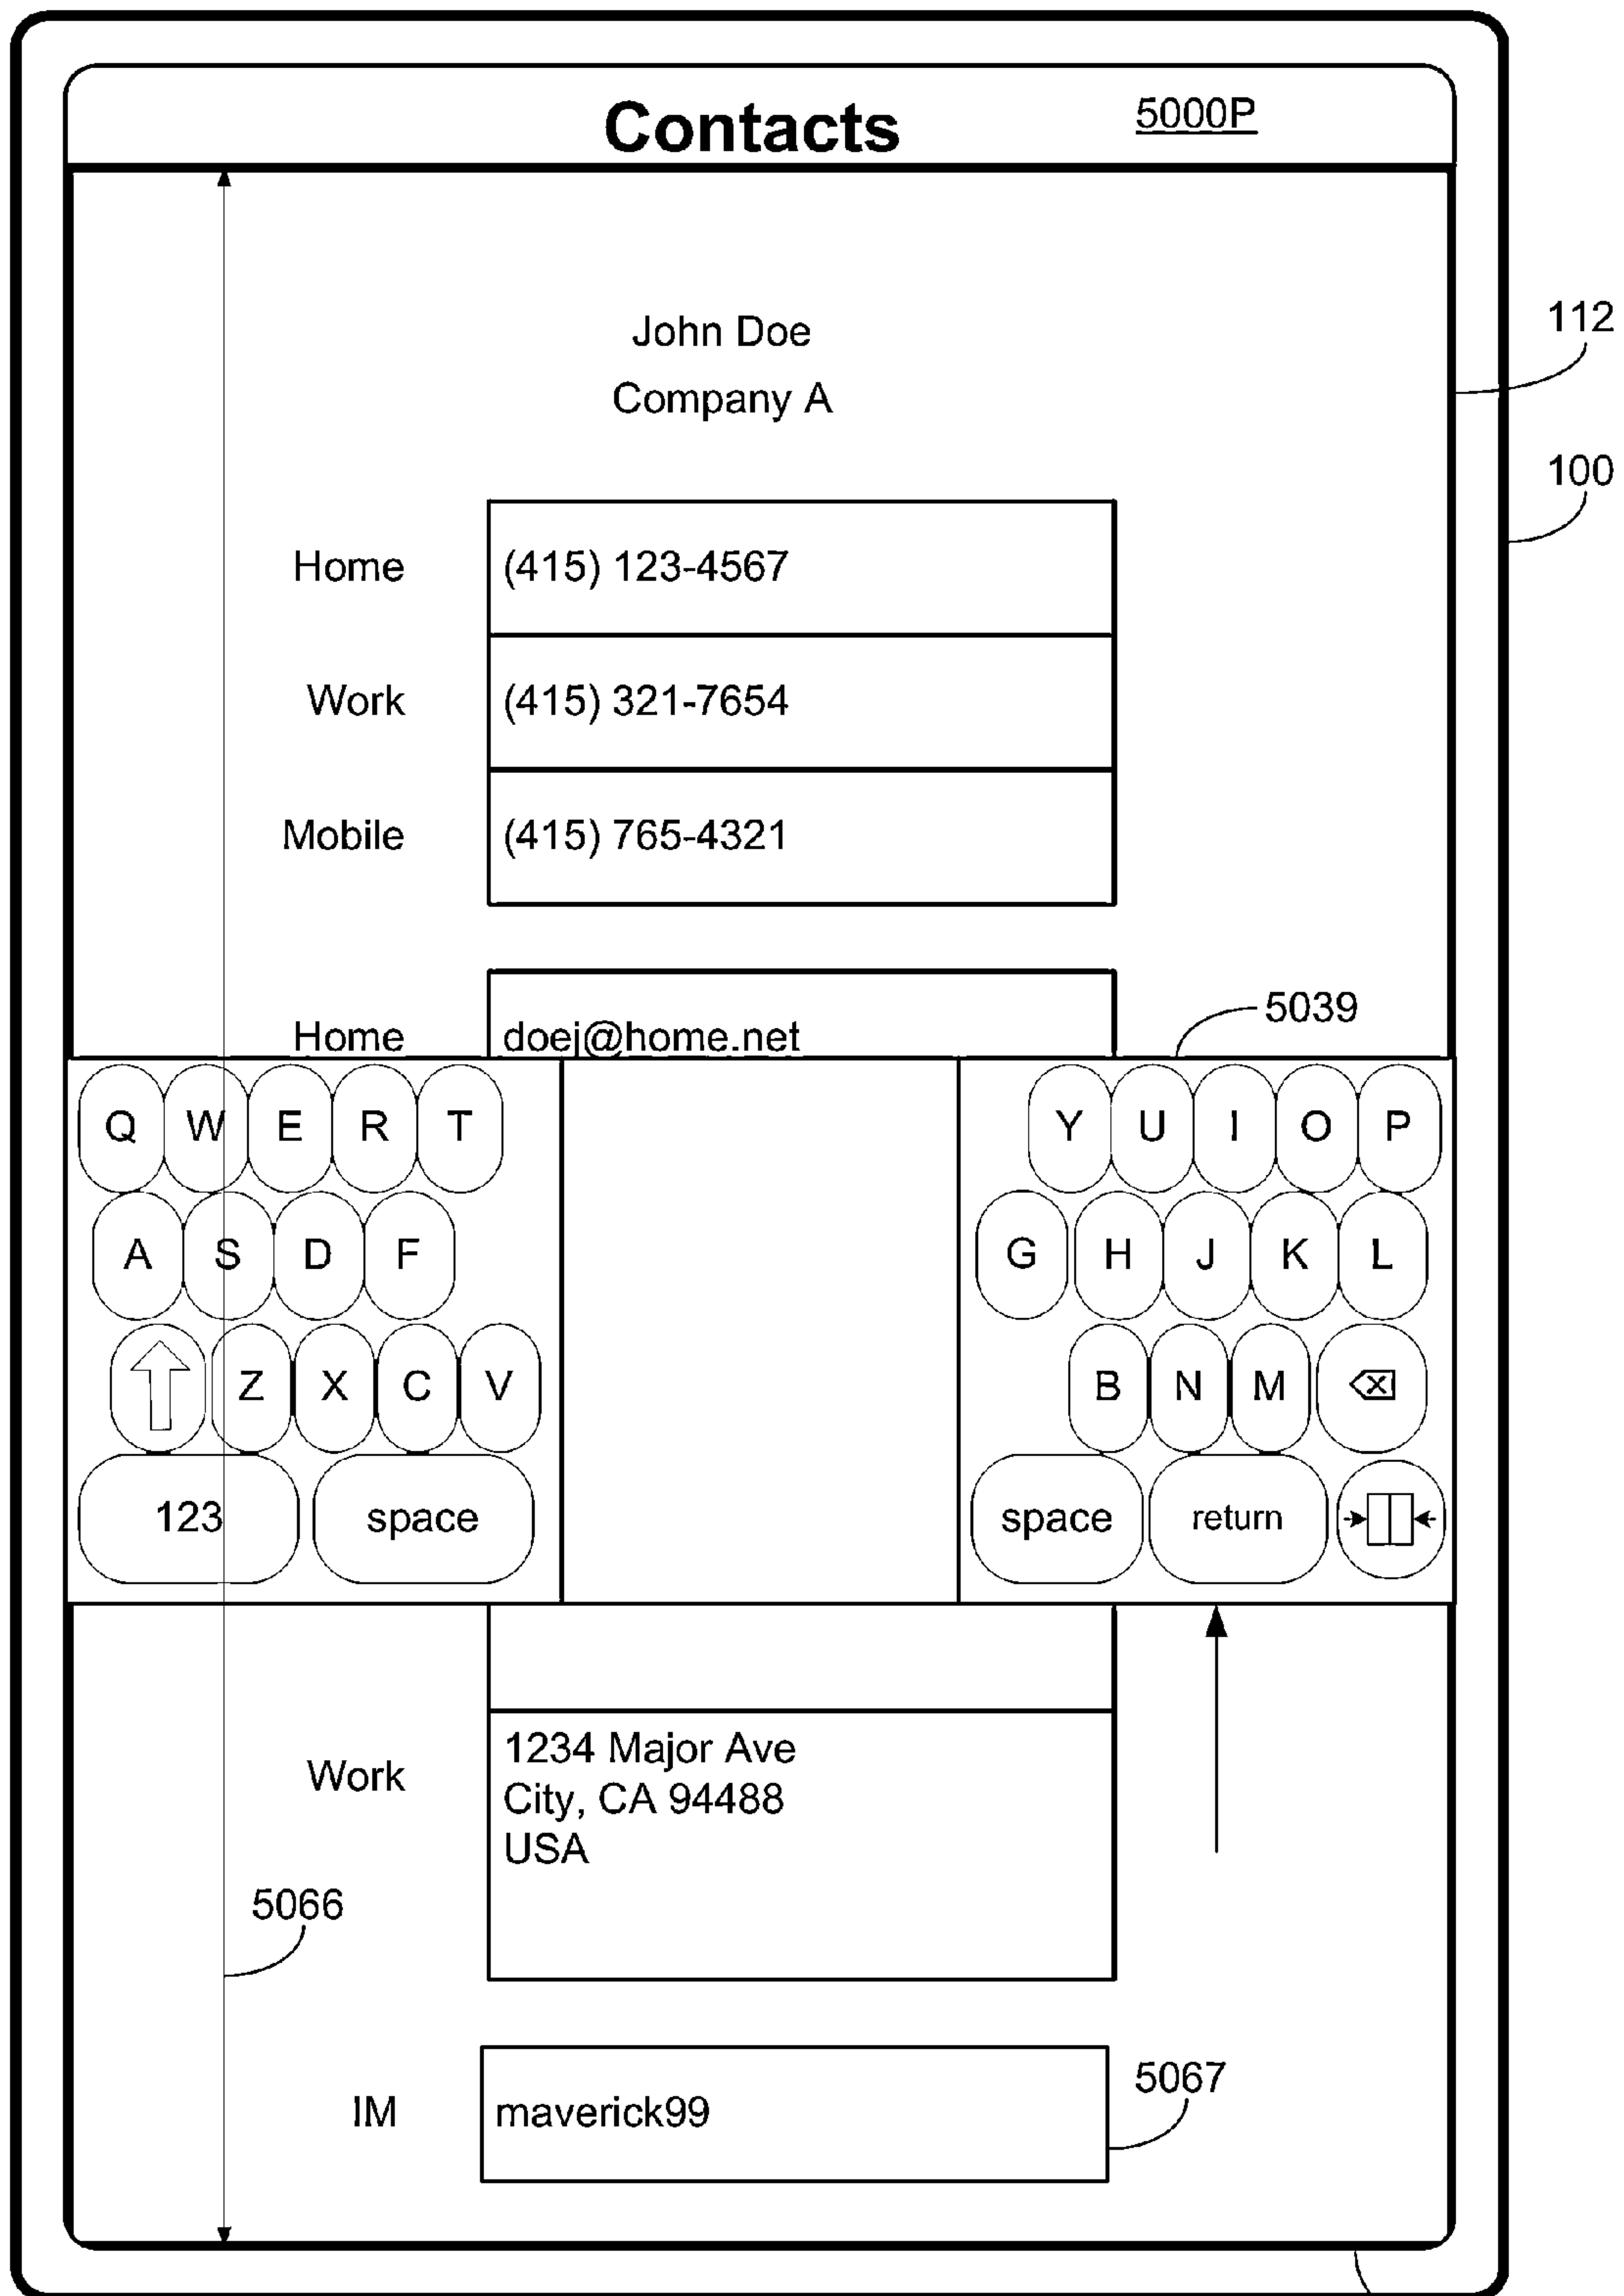 Contacts 5000P
John Doe
Company A
112
100
Home (415) 123-4567
Work (415) 321-7654
Mobile (415) 765-4321
5039
Home doej@home.net
Q W E R T Y U I O P
A S D F G H J K L
Z X C V B N M
123 space space return
Work 1234 Major Ave
City, CA 94488
USA
5066
5067
IM maverick99